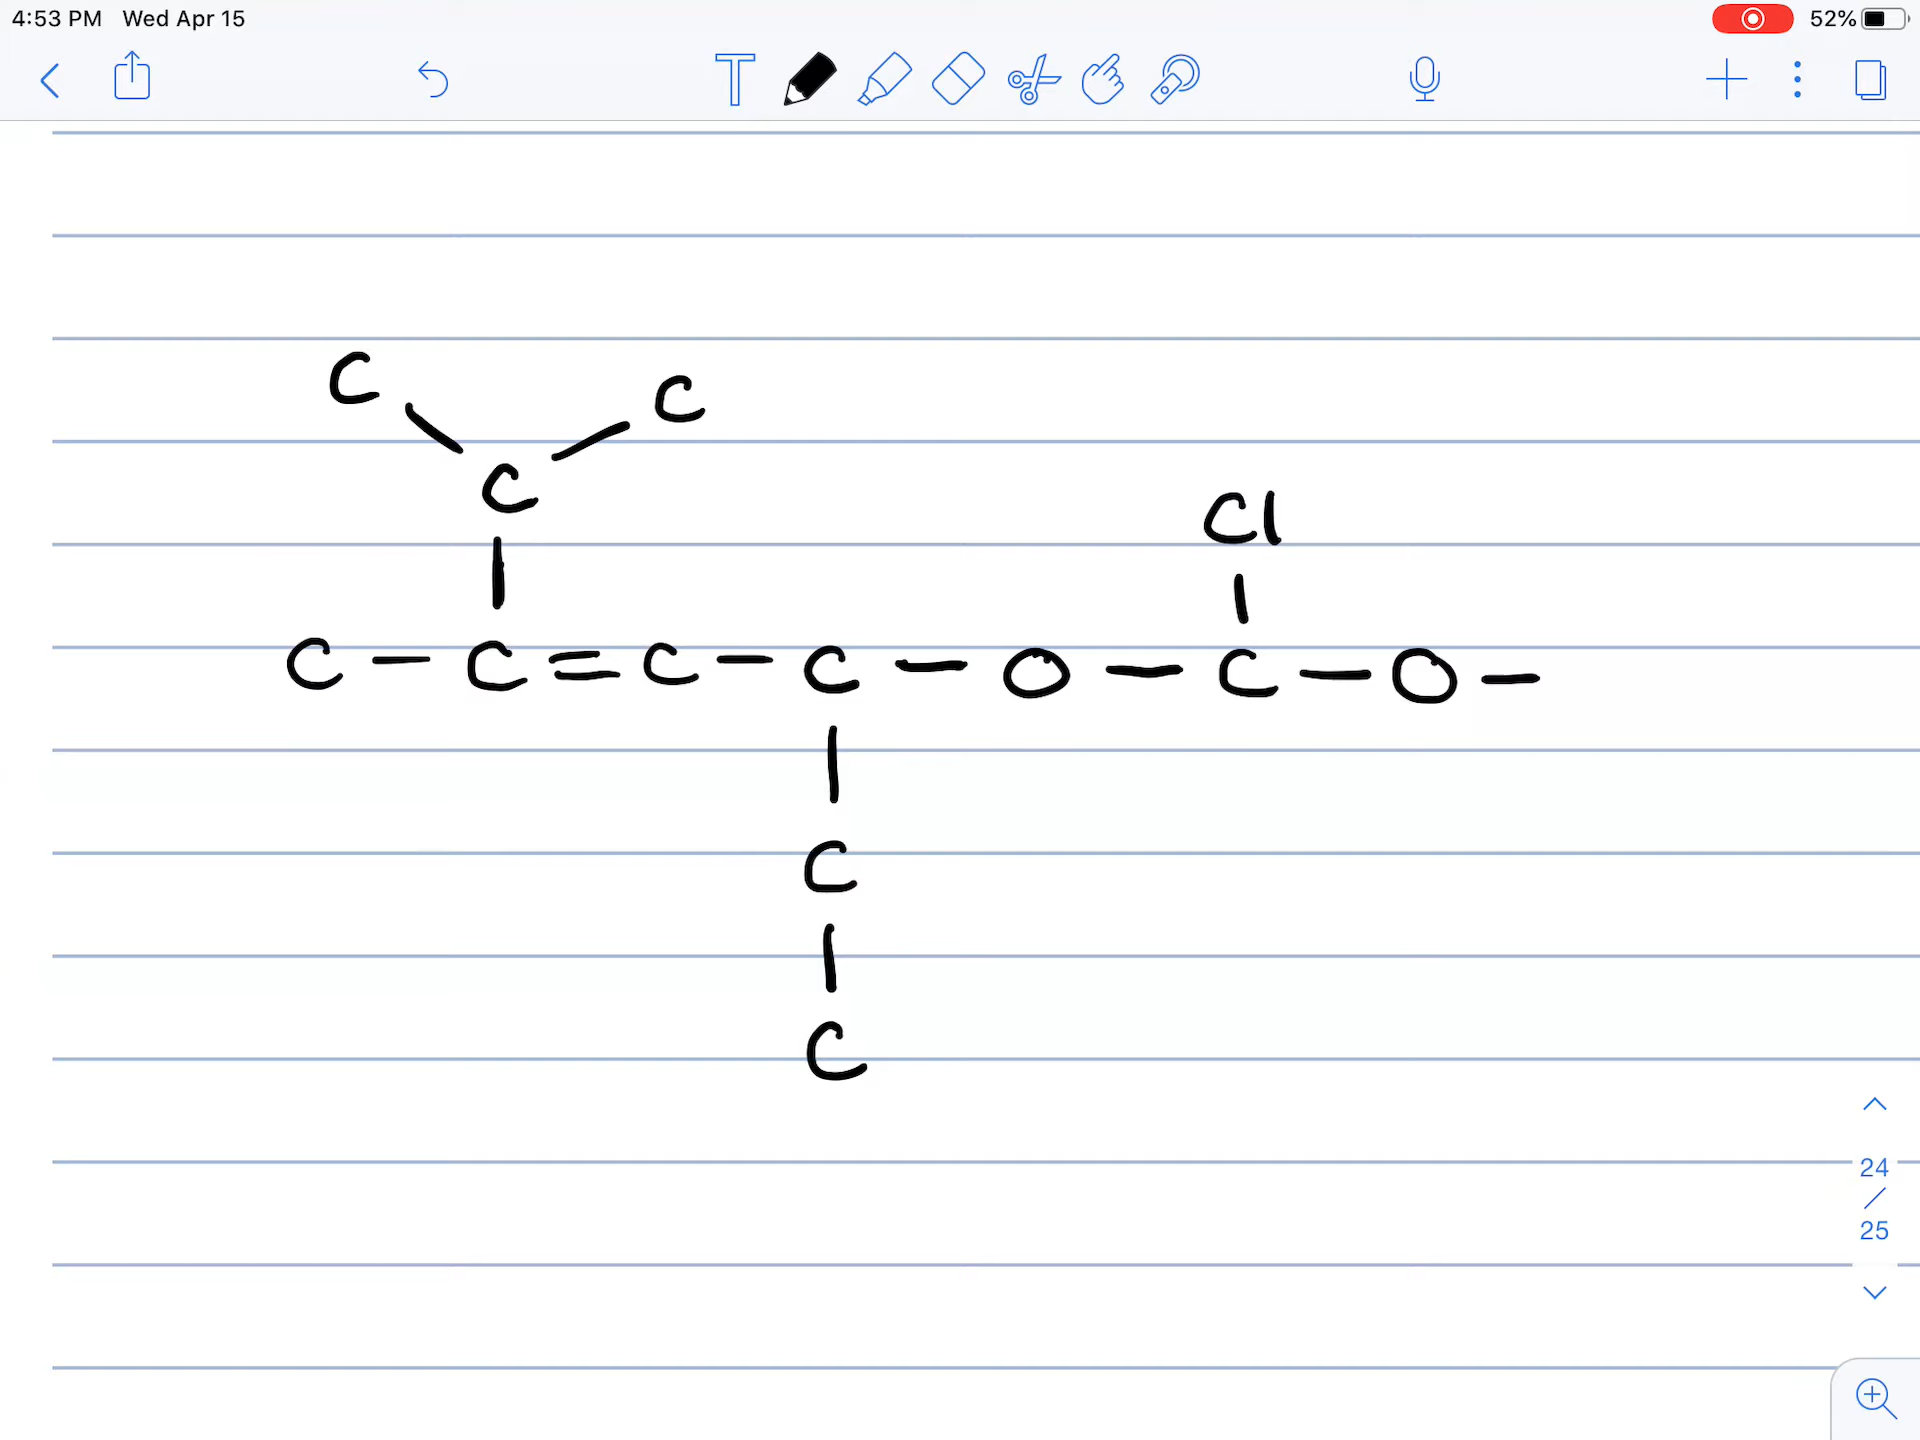 4:53 PM Wed Apr 15 52%
T
C C
C
Cl
C - C = C - C - O - C - O -
C
C
24
/
25